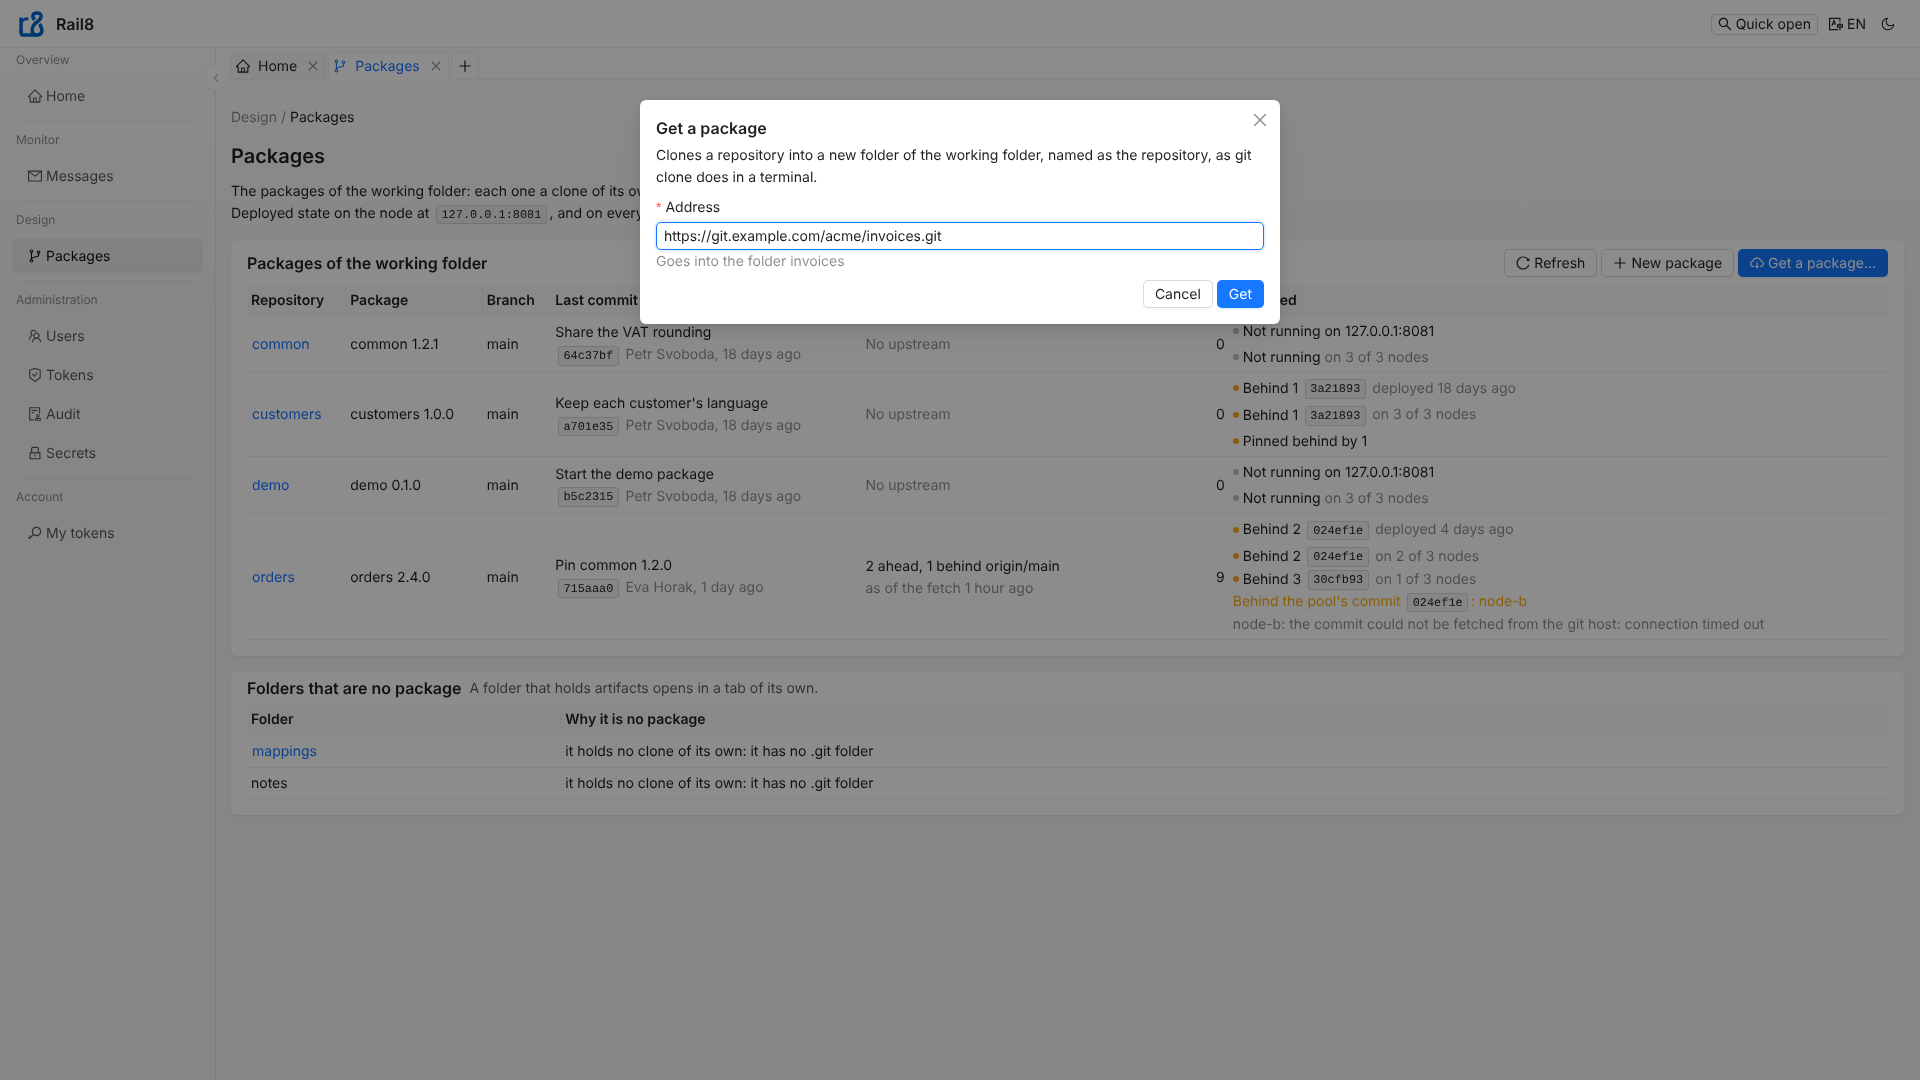 Rail8
Quick open
EN
Overview
Home
Monitor
Messages
Design
Packages
Administration
Users
Tokens
Audit
Secrets
Account
My tokens
Home
Packages
Design / Packages
Packages
The packages of the working folder: each one a clone of its
Deployed state on the node at 127.0.0.1:8081, and on every
Get a package
Clones a repository into a new folder of the working folder, named as the repository, as git
clone does in a terminal.
* Address
https://git.example.com/acme/invoices.git
Goes into the folder invoices
Cancel
Get
Packages of the working folder
Refresh
New package
Get a package...
Repository Package Branch Last commit
common common 1.2.1 main Share the VAT rounding
64c37bf Petr Svoboda, 18 days ago
No upstream 0
Not running on 127.0.0.1:8081
Not running on 3 of 3 nodes
customers customers 1.0.0 main Keep each customer's language
a701e35 Petr Svoboda, 18 days ago
No upstream 0
Behind 1 3a21893 deployed 18 days ago
Behind 1 3a21893 on 3 of 3 nodes
Pinned behind by 1
demo demo 0.1.0 main Start the demo package
b5c2315 Petr Svoboda, 18 days ago
No upstream 0
Not running on 127.0.0.1:8081
Not running on 3 of 3 nodes
orders orders 2.4.0 main Pin common 1.2.0
715aaa0 Eva Horak, 1 day ago
2 ahead, 1 behind origin/main
as of the fetch 1 hour ago
9
Behind 2 024ef1e deployed 4 days ago
Behind 2 024ef1e on 2 of 3 nodes
Behind 3 30cfb93 on 1 of 3 nodes
Behind the pool's commit 024ef1e: node-b
node-b: the commit could not be fetched from the git host: connection timed out
Folders that are no package A folder that holds artifacts opens in a tab of its own.
Folder Why it is no package
mappings it holds no clone of its own: it has no .git folder
notes it holds no clone of its own: it has no .git folder